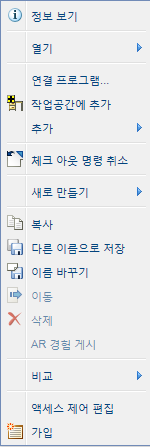 정보 보기
열기
연결 프로그램...
작업공간에 추가
추가
체크 아웃 명령 취소
새로 만들기
복사
다른 이름으로 저장
이름 바꾸기
이동
삭제
AR 경험 게시
비교
액세스 제어 편집
가입